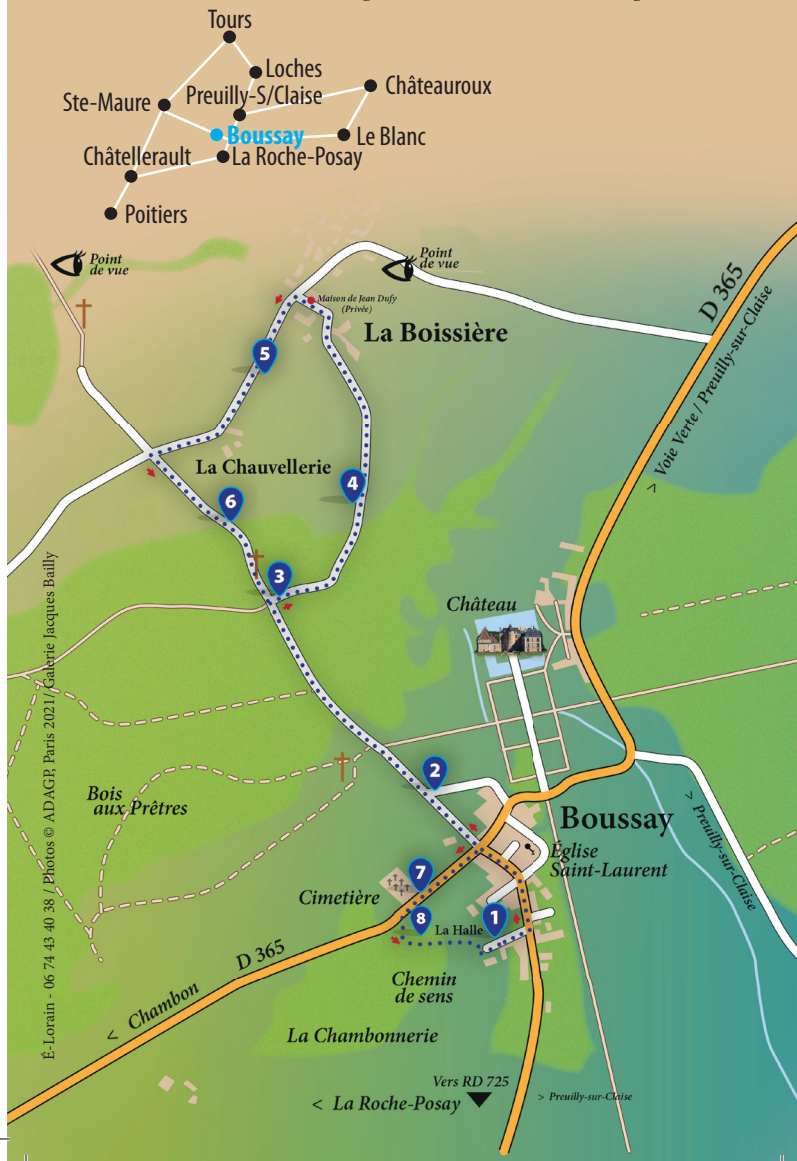 Tours
Loches
Preuilly-S/Claise
Châteauroux
Ste-Maure
Boussay
Le Blanc
Châtellerault
La Roche-Posay
Poitiers
Point
de vue
Point
de vue
D 365
Maison de Jean Dufy
(Privée)
La Boissière
Voie Verte / Preuilly-sur-Claise >
5
La Chauvellerie
4
6
3
Château
É-Lorain - 06 74 43 40 38 / Photos © ADAGP, Paris 2021/ Galerie Jacques Bailly
2
Bois
aux Prêtres
Boussay
> Preuilly-sur-Claise
Église
Saint-Laurent
7
Cimetière
8
La Halle
1
D 365
Chemin
de sens
< Chambon
La Chambonnerie
Vers RD 725
< La Roche-Posay
> Preuilly-sur-Claise